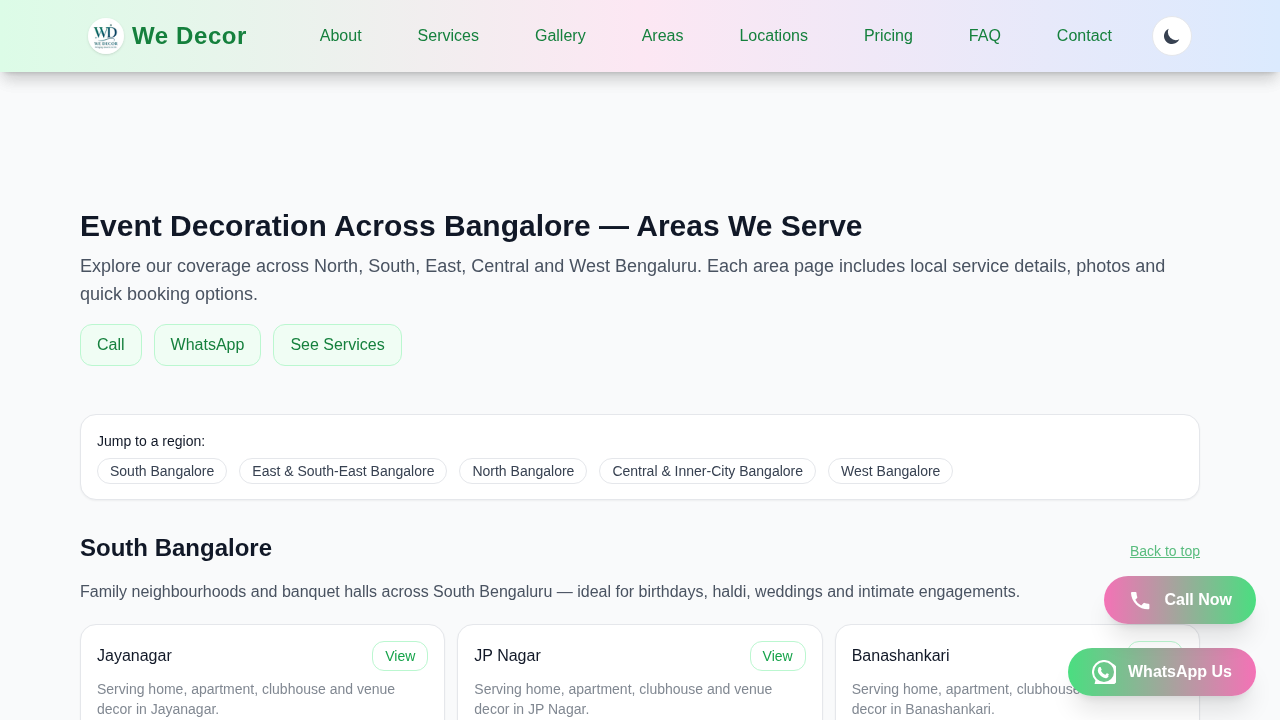 WD
WE DECOR
We Decor
About
Services
Gallery
Areas
Locations
Pricing
FAQ
Contact
Event Decoration Across Bangalore — Areas We Serve
Explore our coverage across North, South, East, Central and West Bengaluru. Each area page includes local service details, photos and
quick booking options.
Call
WhatsApp
See Services
Jump to a region:
South Bangalore
East & South-East Bangalore
North Bangalore
Central & Inner-City Bangalore
West Bangalore
South Bangalore
Back to top
Family neighbourhoods and banquet halls across South Bengaluru — ideal for birthdays, haldi, weddings and intimate engagements.
Call Now
Jayanagar
View
JP Nagar
View
Banashankari
WhatsApp Us
Serving home, apartment, clubhouse and venue
decor in Jayanagar.
Serving home, apartment, clubhouse and venue
decor in JP Nagar.
Serving home, apartment, clubhouse
decor in Banashankari.